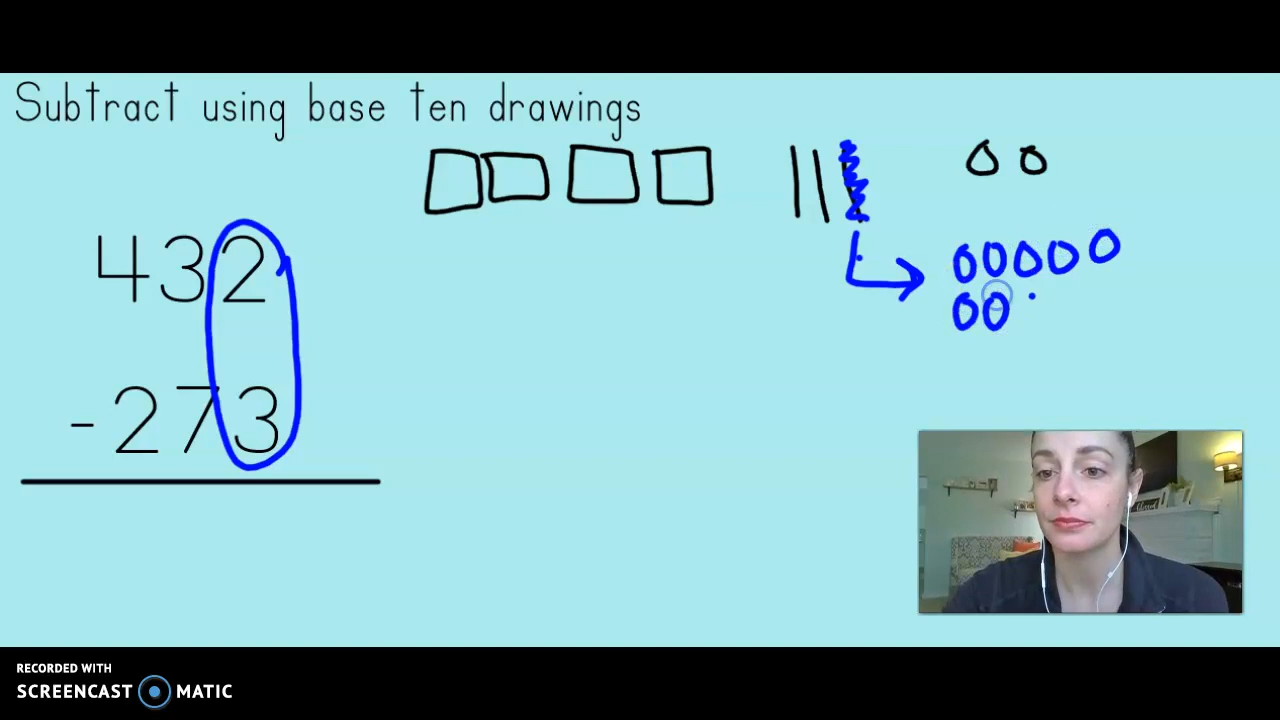 Subtract using base ten drawings
432
-273
RECORDED WITH
SCREENCAST MATIC